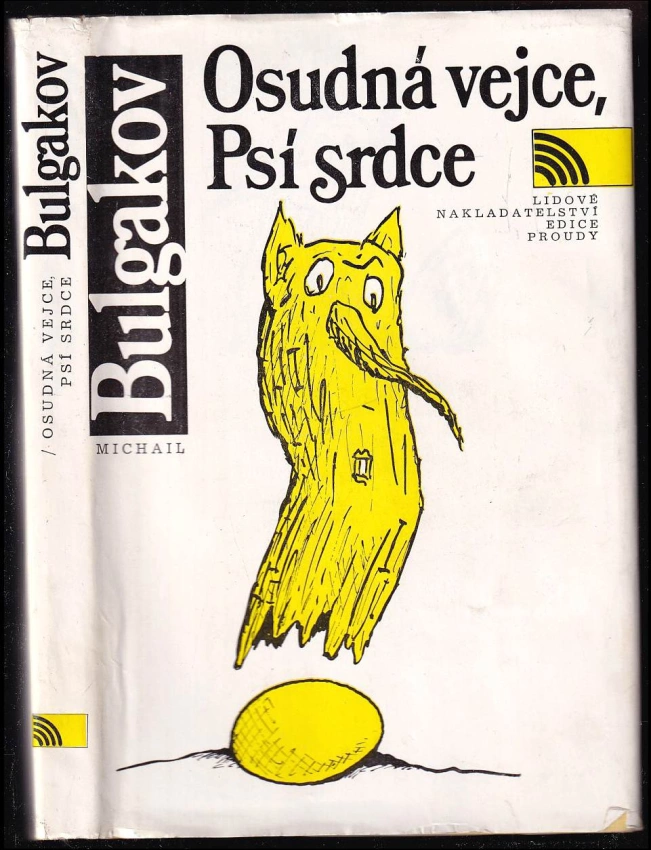 Bulgakov
/ OSUDNÁ VEJCE,
PSÍ SRDCE
Bulgakov
MICHAIL
Osudná vejce,
Psí srdce
LIDOVÉ
NAKLADATELSTVÍ
EDICE
PROUDY